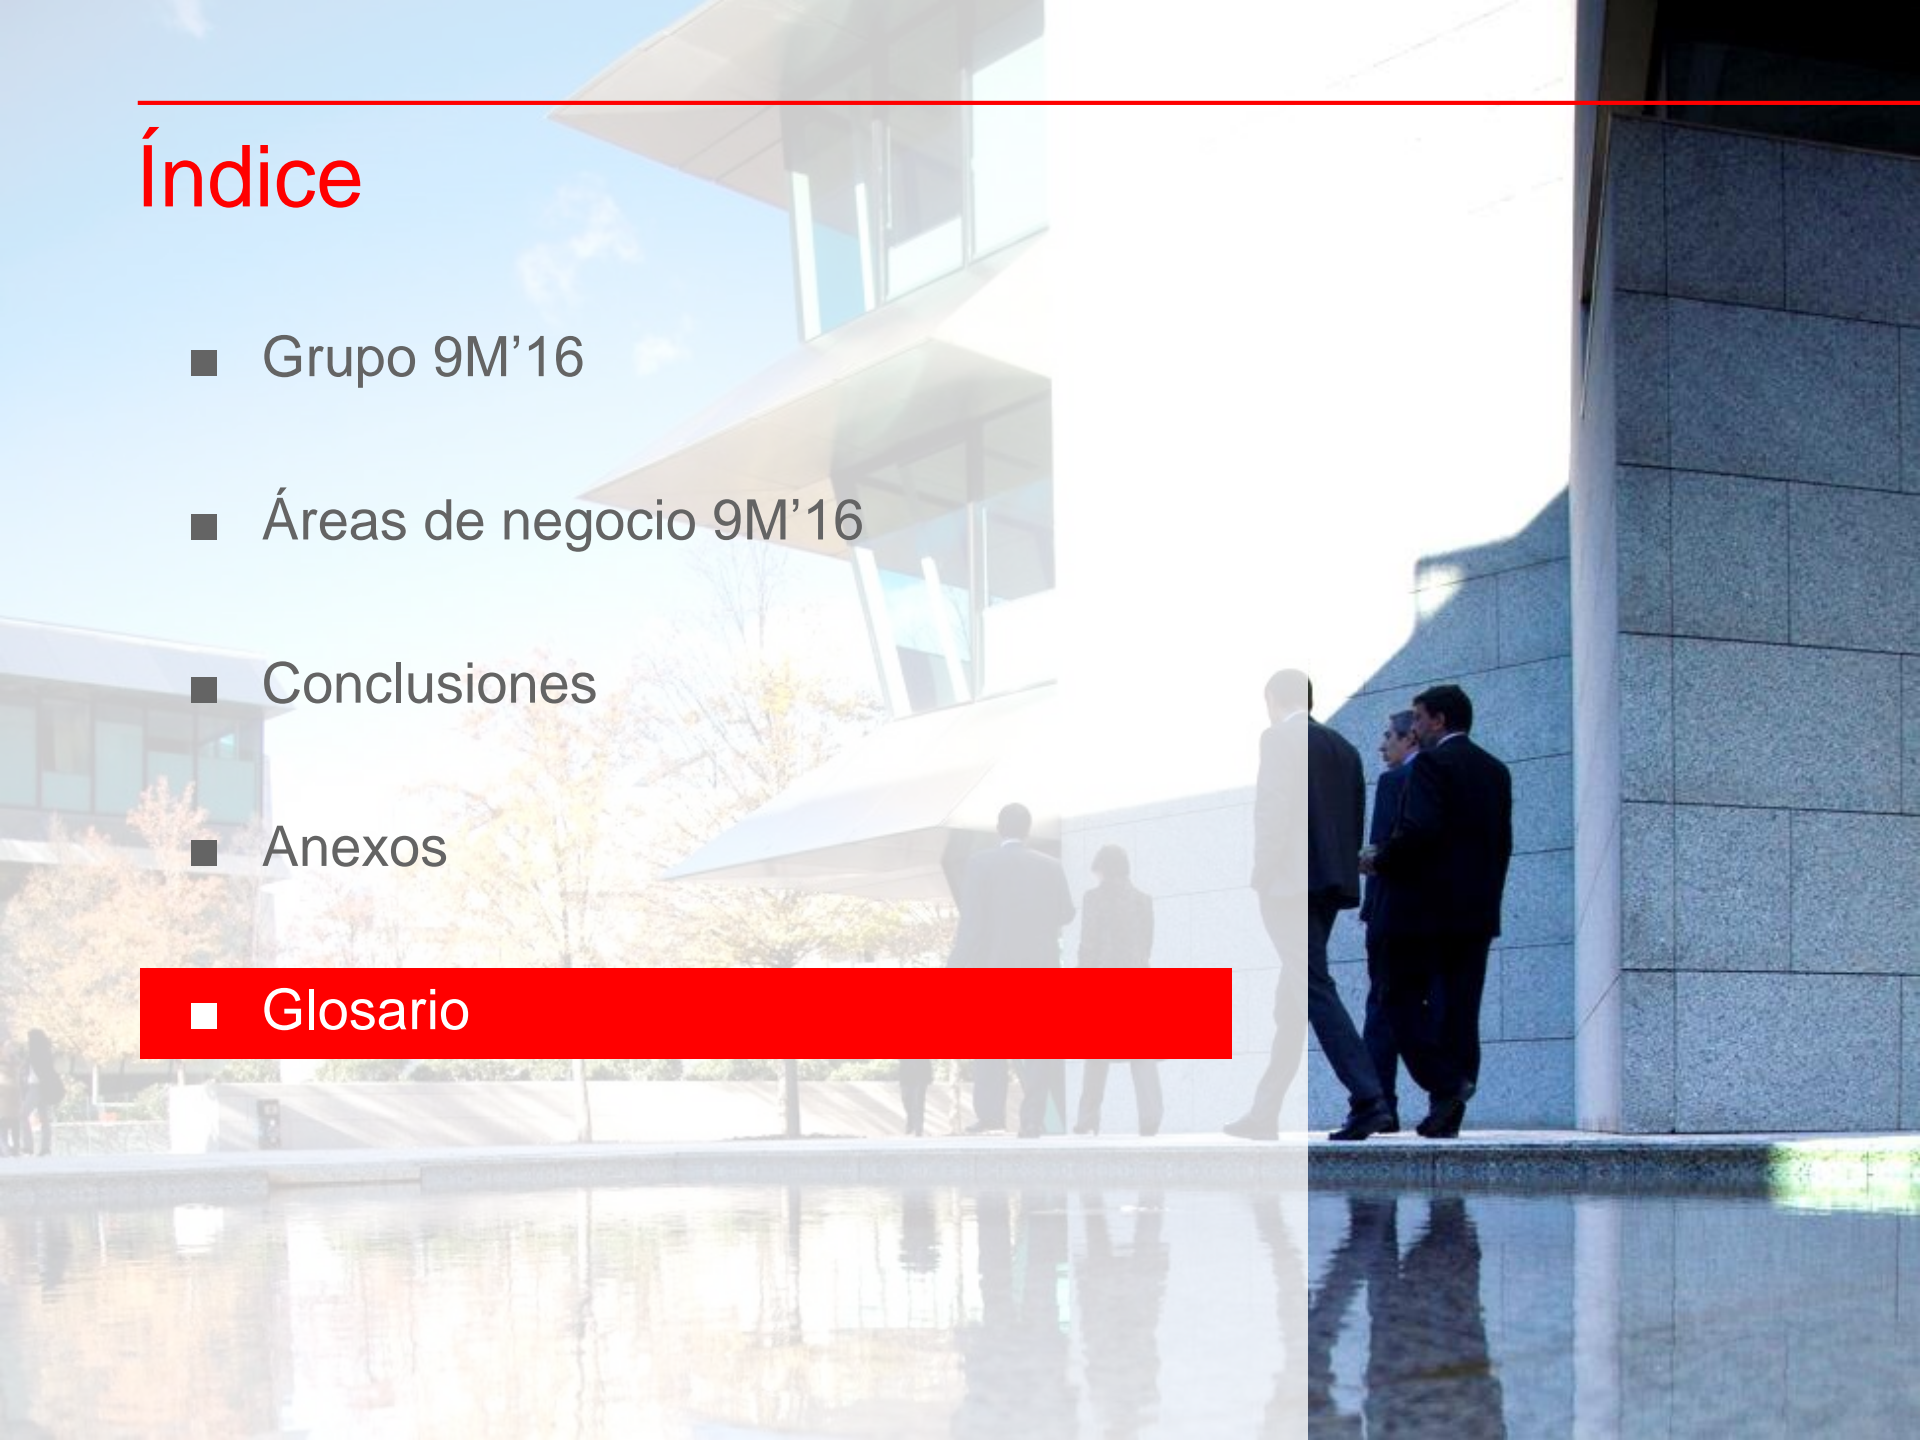 Índice
■ Grupo 9M’16
■ Áreas de negocio 9M’16
■ Conclusiones
■ Anexos
■ Glosario